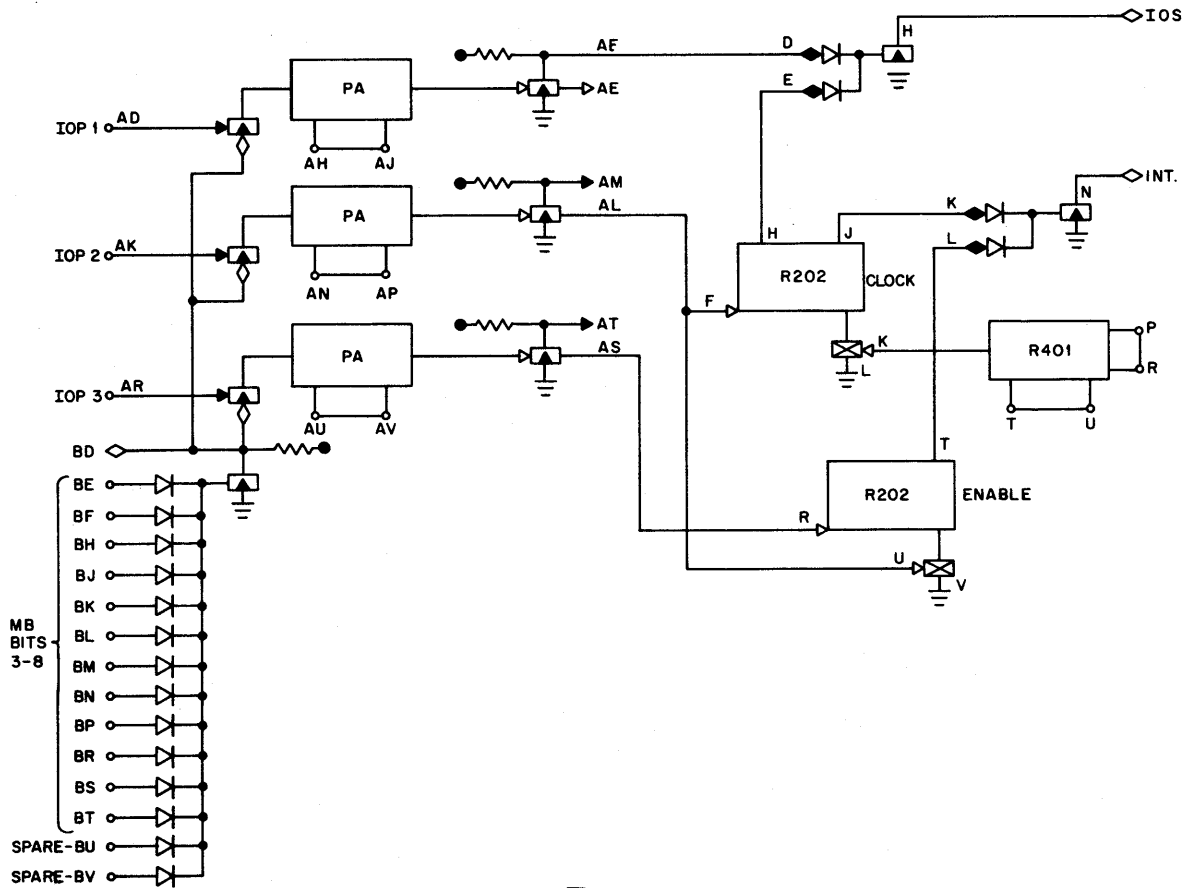 H
IOS
AF
D
PA
E
AE
IOP 1
AD
AH
AJ
AM
INT.
N
PA
AL
K
IOP 2
AK
H
J
L
AN
AP
R202
CLOCK
F
AT
PA
AS
K
R401
P
L
R
IOP 3
AR
AU
AV
T
U
BD
T
BE
R202
ENABLE
BF
R
BH
U
BJ
V
BK
MB
BITS
3-8
BL
BM
BN
BP
BR
BS
BT
SPARE-BU
SPARE-BV